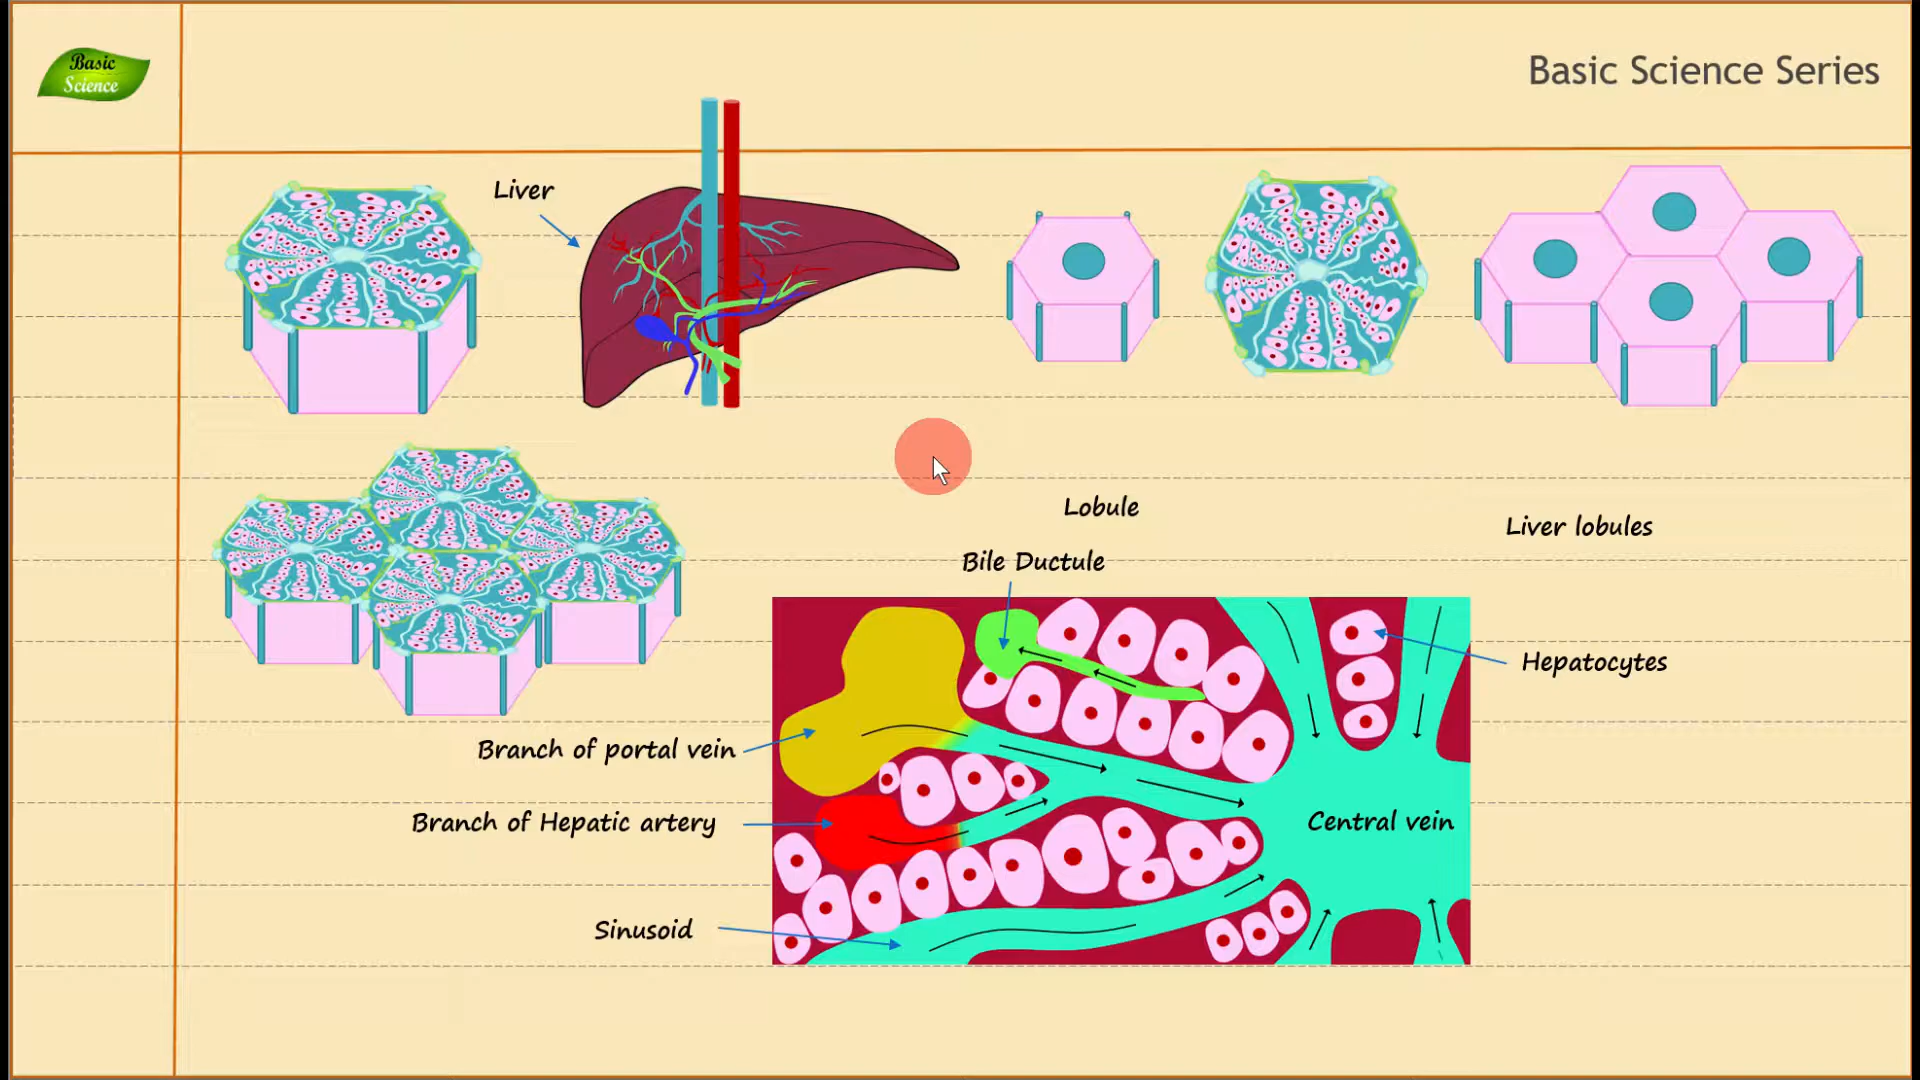 Basic
Science
Basic Science Series
Liver
Lobule
Liver lobules
Bile Ductule
Hepatocytes
Branch of portal vein
Branch of Hepatic artery
Central vein
Sinusoid